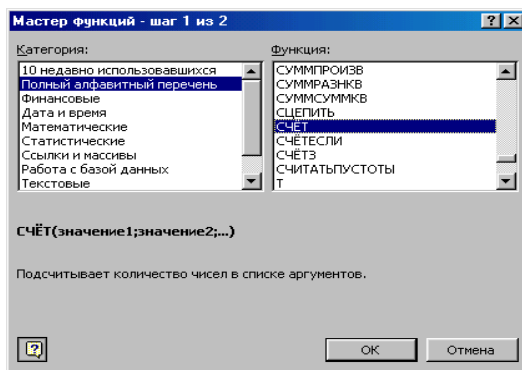 Мастер функций - шаг 1 из 2
Категория:
10 недавно использовавшихся
Полный алфавитный перечень
Финансовые
Дата и время
Математические
Статистические
Ссылки и массивы
Работа с базой данных
Текстовые
Функция:
СУММПРОИЗВ
СУММРАЗНКВ
СУММСУММКВ
СЦЕПИТЬ
СЧЁТ
СЧЁТЕСЛИ
СЧЁТЗ
СЧИТАТЬПУСТОТЫ
Т
СЧЁТ(значение1;значение2;...)
Подсчитывает количество чисел в списке аргументов.
ОК
Отмена